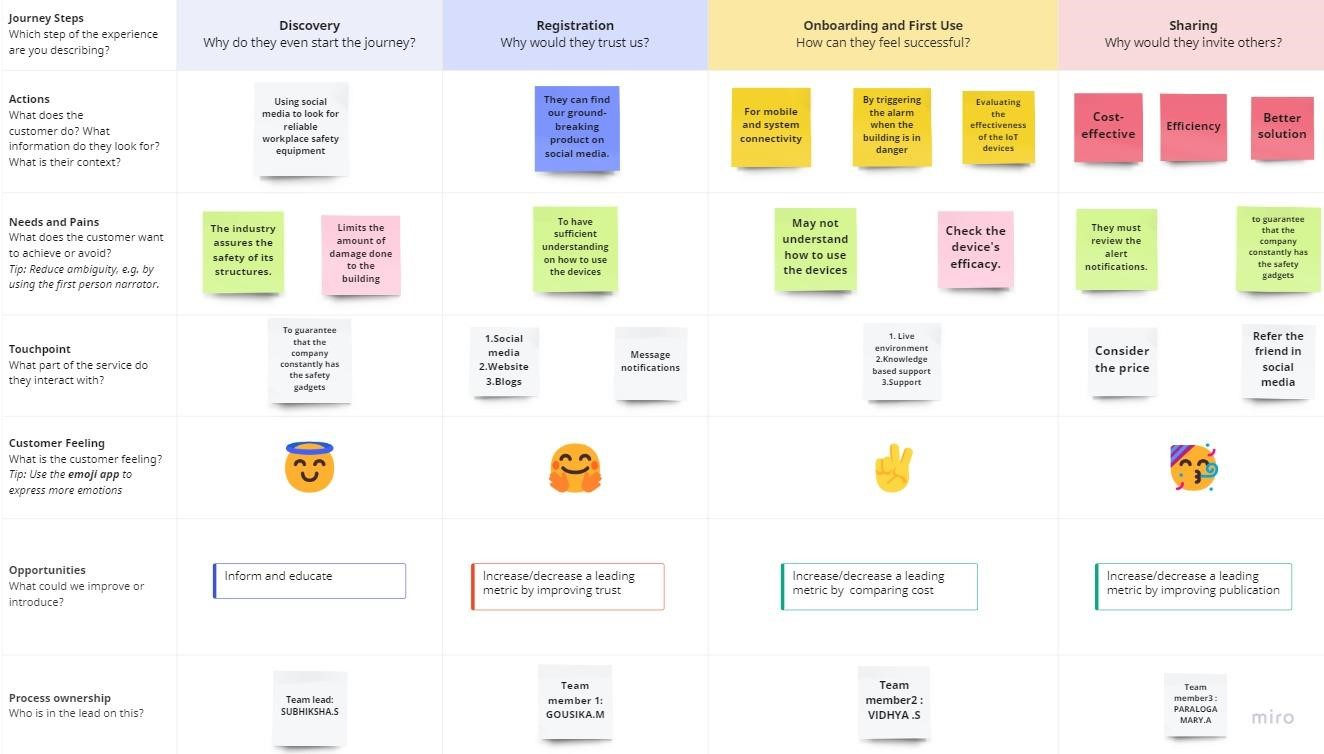 Journey Steps
Which step of the experience
are you describing?
Discovery
Why do they even start the journey?
Registration
Why would they trust us?
Onboarding and First Use
How can they feel successful?
Sharing
Why would they invite others?
Actions
What does the
customer do? What
information do they look for?
What is their context?
Using social
media to look for
reliable
workplace safety
equipment
They can find
our ground-
breaking
product on
social media.
For mobile
and system
connectivity
By triggering
the alarm
when the
building is in
danger
Evaluating
the
effectiveness
of the IoT
devices
Cost-
effective
Efficiency
Better
solution
Needs and Pains
What does the customer want
to achieve or avoid?
Tip: Reduce ambiguity, e.g. by
using the first person narrator.
The industry
assures the
safety of its
structures.
Limits the
amount of
damage done
to the
building
To have
sufficient
understanding
on how to use
the devices
May not
understand
how to use
the devices
Check the
device's
efficacy.
They must
review the
alert
notifications.
to guarantee
that the
company
constantly has
the safety
gadgets
Touchpoint
What part of the service do
they interact with?
To guarantee
that the
company
constantly has
the safety
gadgets
1.Social
media
2.Website
3.Blogs
Message
notifications
1. Live
environment
2.Knowledge
based support
3.Support
Consider
the price
Refer the
friend in
social
media
Customer Feeling
What is the customer feeling?
Tip: Use the emoji app to
express more emotions
Opportunities
What could we improve or
introduce?
Inform and educate
Increase/decrease a leading
metric by improving trust
Increase/decrease a leading
metric by  comparing cost
Increase/decrease a leading
metric by improving publication
Process ownership
Who is in the lead on this?
Team lead:
SUBHIKSHA.S
Team
member 1:
GOUSIKA.M
Team
member2 :
VIDHYA .S
Team
member3 :
PARALOGA
MARY.A
miro